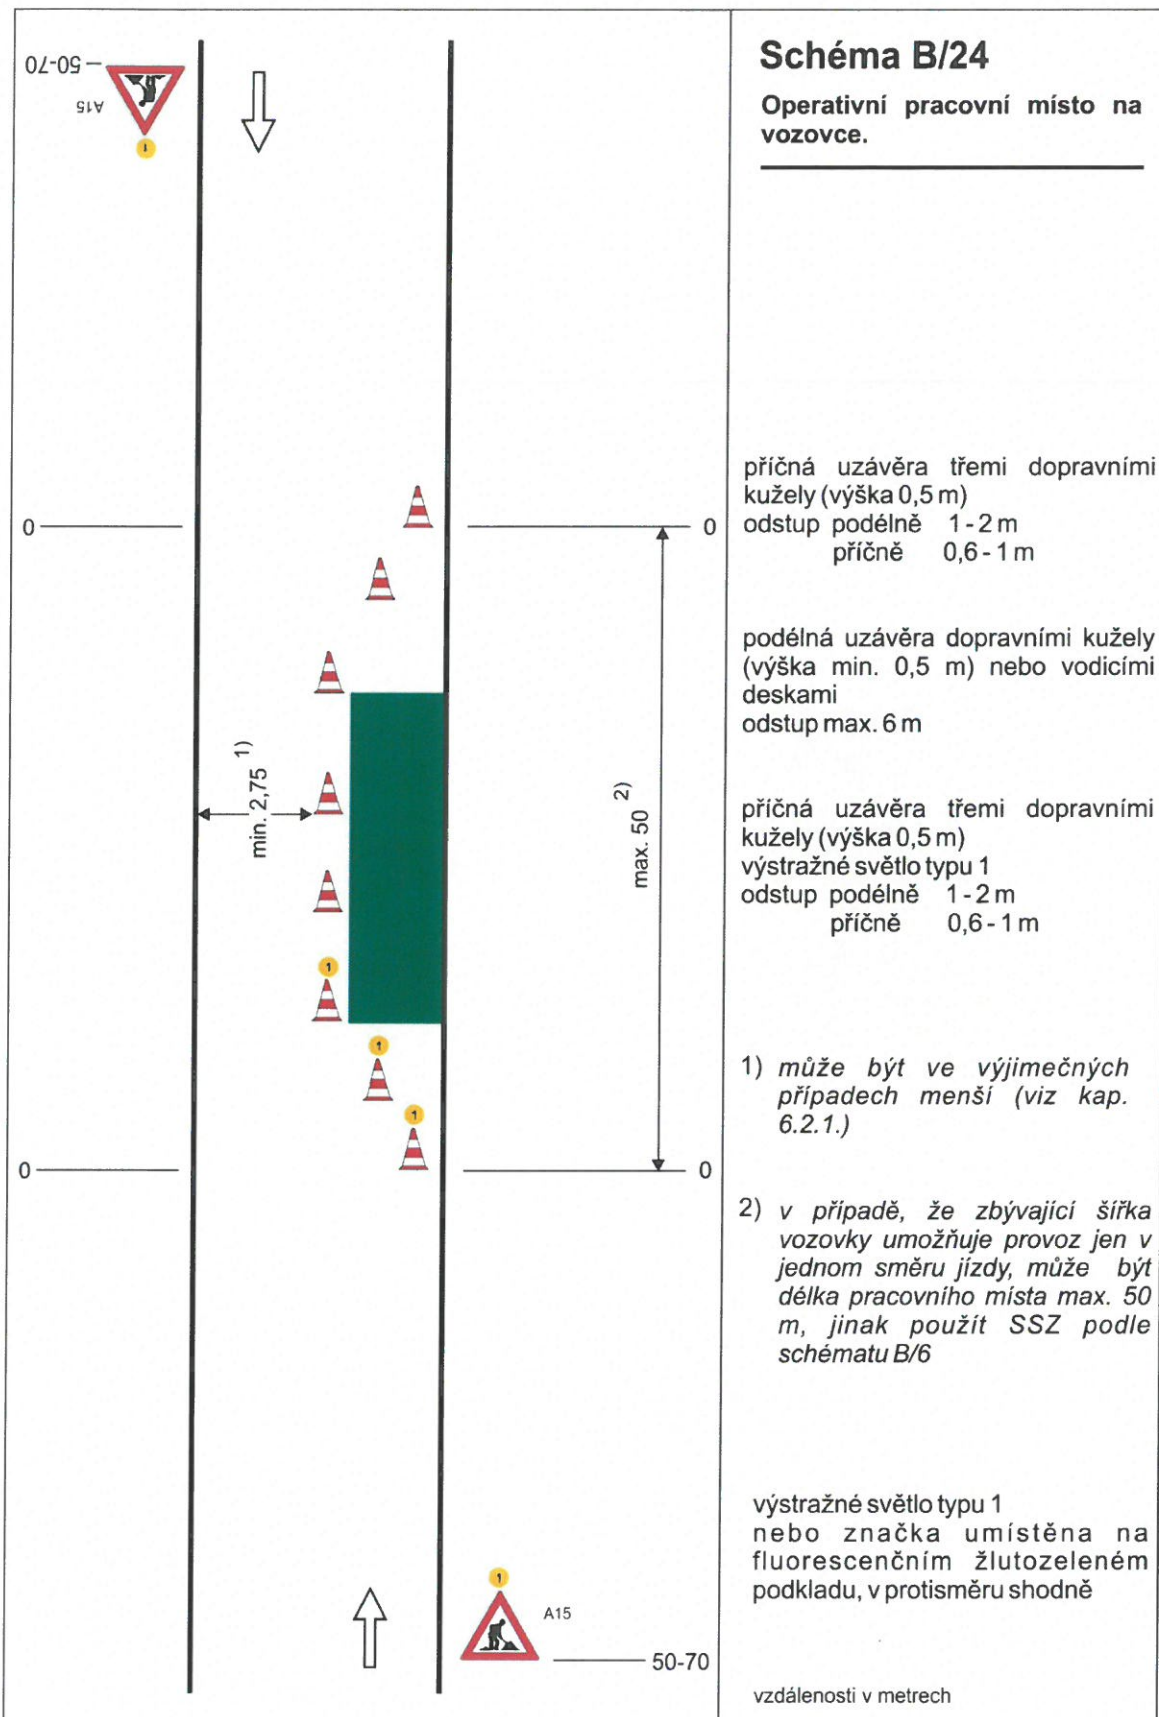 Schéma B/24
Operativní pracovní místo na
vozovce.
50-70
A15
1
0
0
příčná uzávěra třemi dopravními
kužely (výška 0,5 m)
odstup podélně 1-2 m
příčně 0,6-1 m
podélná uzávěra dopravními kužely
(výška min. 0,5 m) nebo vodicími
deskami
odstup max. 6 m
min. 2,75 1)
max. 50 2)
příčná uzávěra třemi dopravními
kužely (výška 0,5 m)
výstražné světlo typu 1
odstup podélně 1-2 m
příčně 0,6-1 m
1
1
1
0
0
1) může být ve výjimečných
případech menší (viz kap.
6.2.1.)
2) v případě, že zbývající šířka
vozovky umožňuje provoz jen v
jednom směru jízdy, může být
délka pracovního místa max. 50
m, jinak použít SSZ podle
schématu B/6
výstražné světlo typu 1
nebo značka umístěna na
fluorescenčním žlutozeleném
podkladu, v protisměru shodně
1
A15
50-70
vzdálenosti v metrech